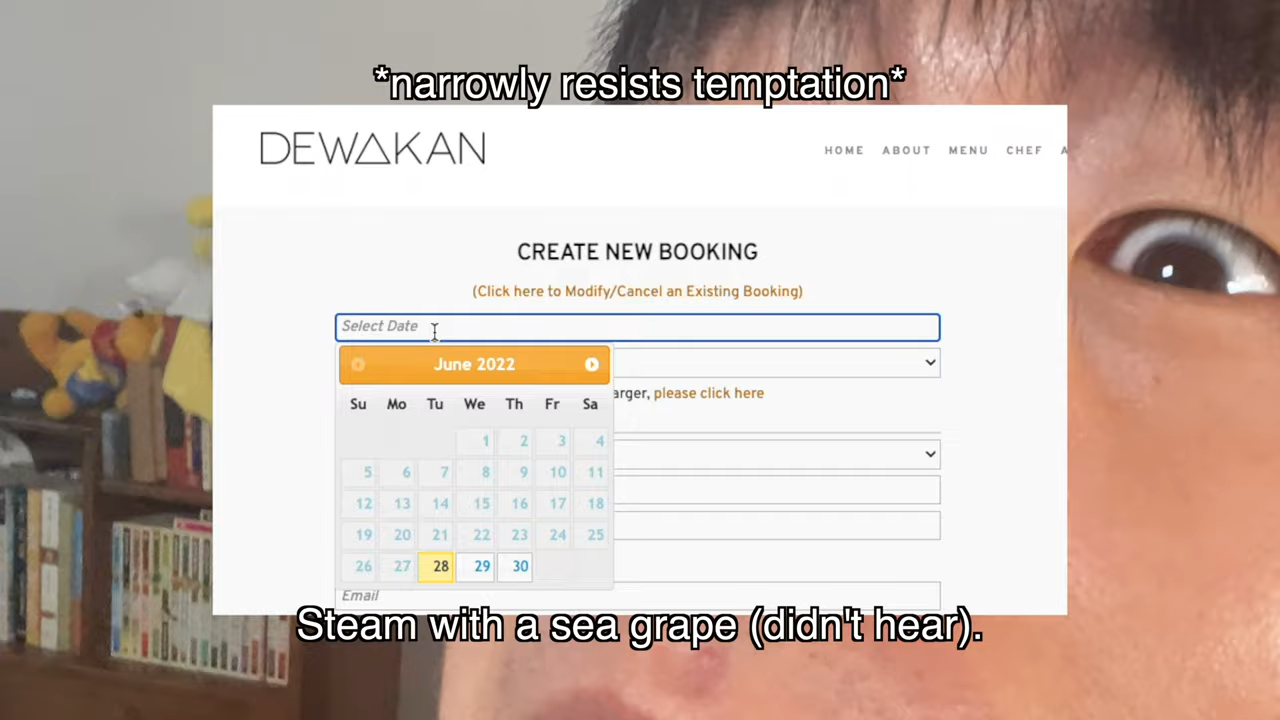 *narrowly resists temptation*
DEWAKAN
HOME ABOUT MENU CHEF A
CREATE NEW BOOKING
(Click here to Modify/Cancel an Existing Booking)
Select Date
June 2022
arger, please click here
Su Mo Tu We Th Fr Sa
1 2 3 4
5 6 7 8 9 10 11
12 13 14 15 16 17 18
19 20 21 22 23 24 25
26 27 28 29 30
Email
Steam with a sea grape (didn't hear).